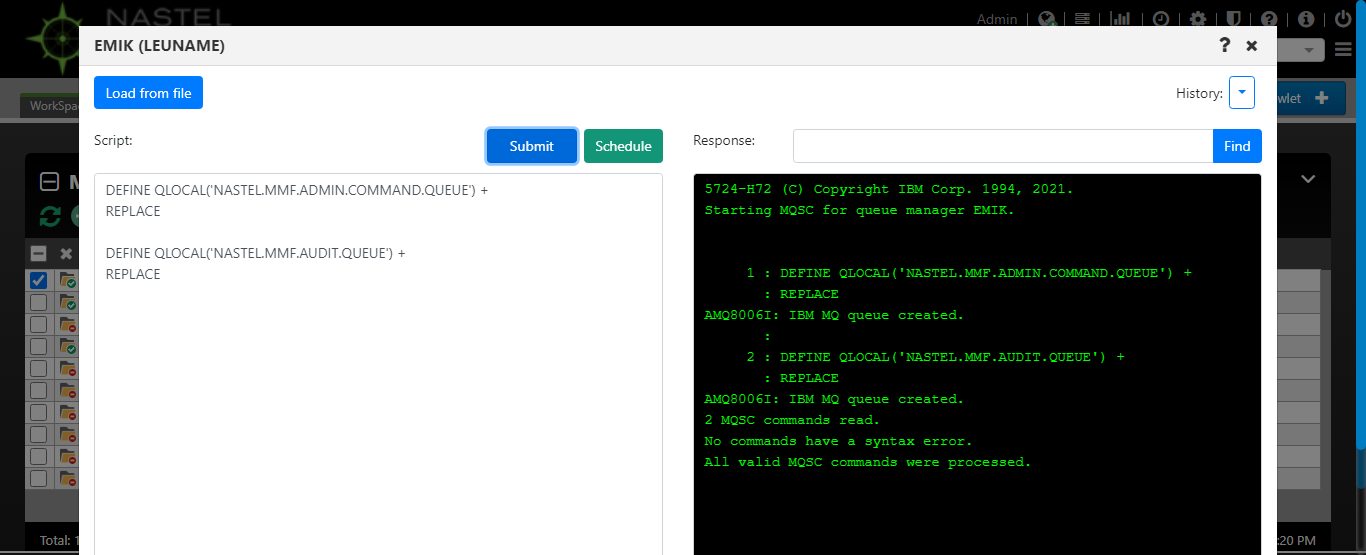 NASTEL
Admin
EMIK (LEUNAME)
? ×
Load from file
History:
WorkSpa
wlet +
Script:
Submit
Schedule
Response:
Find
DEFINE QLOCAL('NASTEL.MMF.ADMIN.COMMAND.QUEUE') +
REPLACE
DEFINE QLOCAL('NASTEL.MMF.AUDIT.QUEUE') +
REPLACE
5724-H72 (C) Copyright IBM Corp. 1994, 2021.
Starting MQSC for queue manager EMIK.
1 : DEFINE QLOCAL('NASTEL.MMF.ADMIN.COMMAND.QUEUE') +
: REPLACE
AMQ8006I: IBM MQ queue created.
:
2 : DEFINE QLOCAL('NASTEL.MMF.AUDIT.QUEUE') +
: REPLACE
AMQ8006I: IBM MQ queue created.
2 MQSC commands read.
No commands have a syntax error.
All valid MQSC commands were processed.
Total: 1
:20 PM